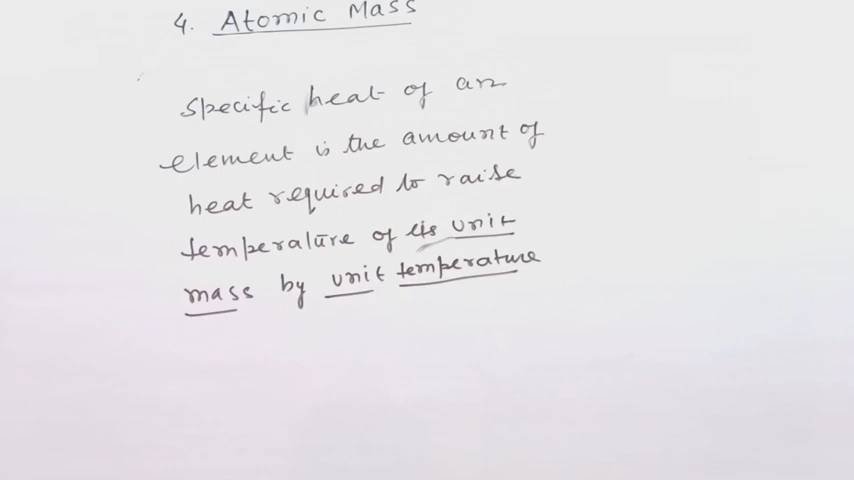 4. Atomic Mass
Specific heat of an
element is the amount of
heat required to raise
temperature of its unit
mass by unit temperature